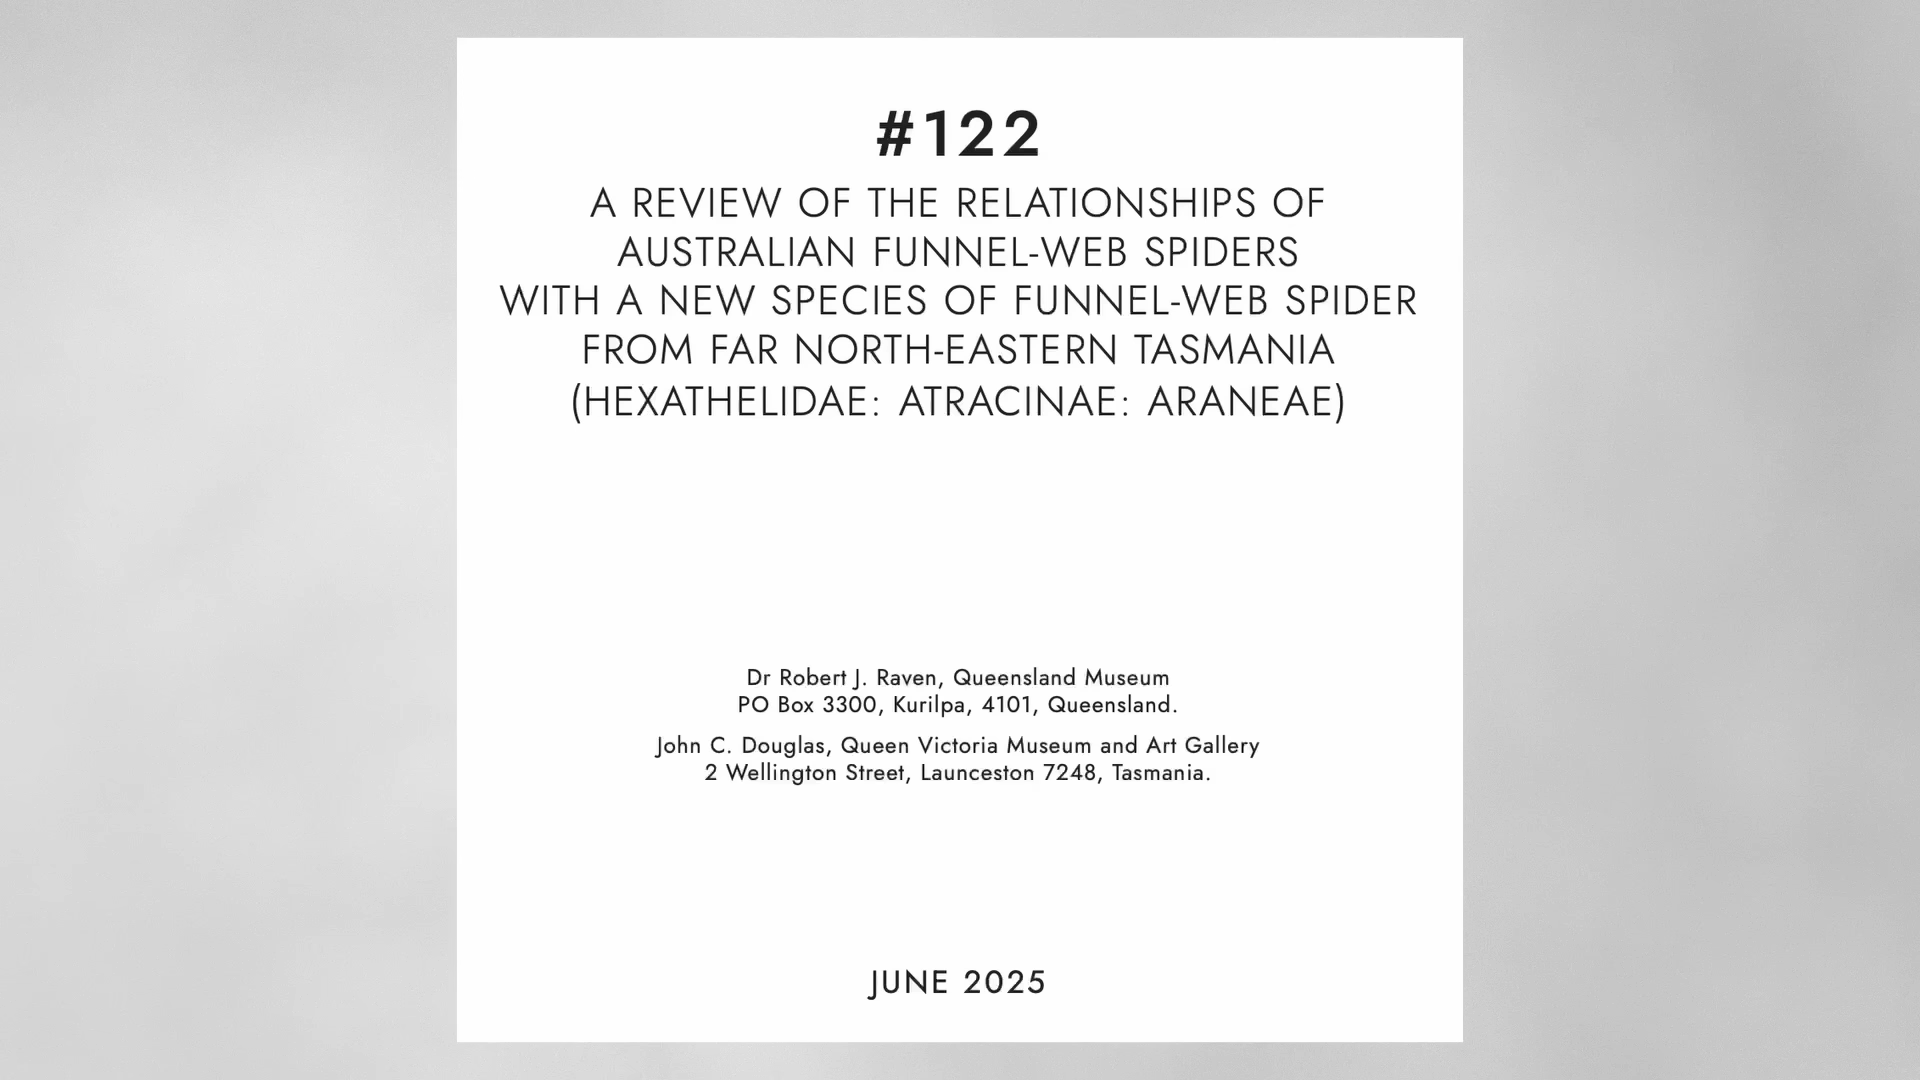 #122
A REVIEW OF THE RELATIONSHIPS OF
AUSTRALIAN FUNNEL-WEB SPIDERS
WITH A NEW SPECIES OF FUNNEL-WEB SPIDER
FROM FAR NORTH-EASTERN TASMANIA
(HEXATHELIDAE: ATRACINAE: ARANEAE)
Dr Robert J. Raven, Queensland Museum
PO Box 3300, Kurilpa, 4101, Queensland.
John C. Douglas, Queen Victoria Museum and Art Gallery
2 Wellington Street, Launceston 7248, Tasmania.
JUNE 2025